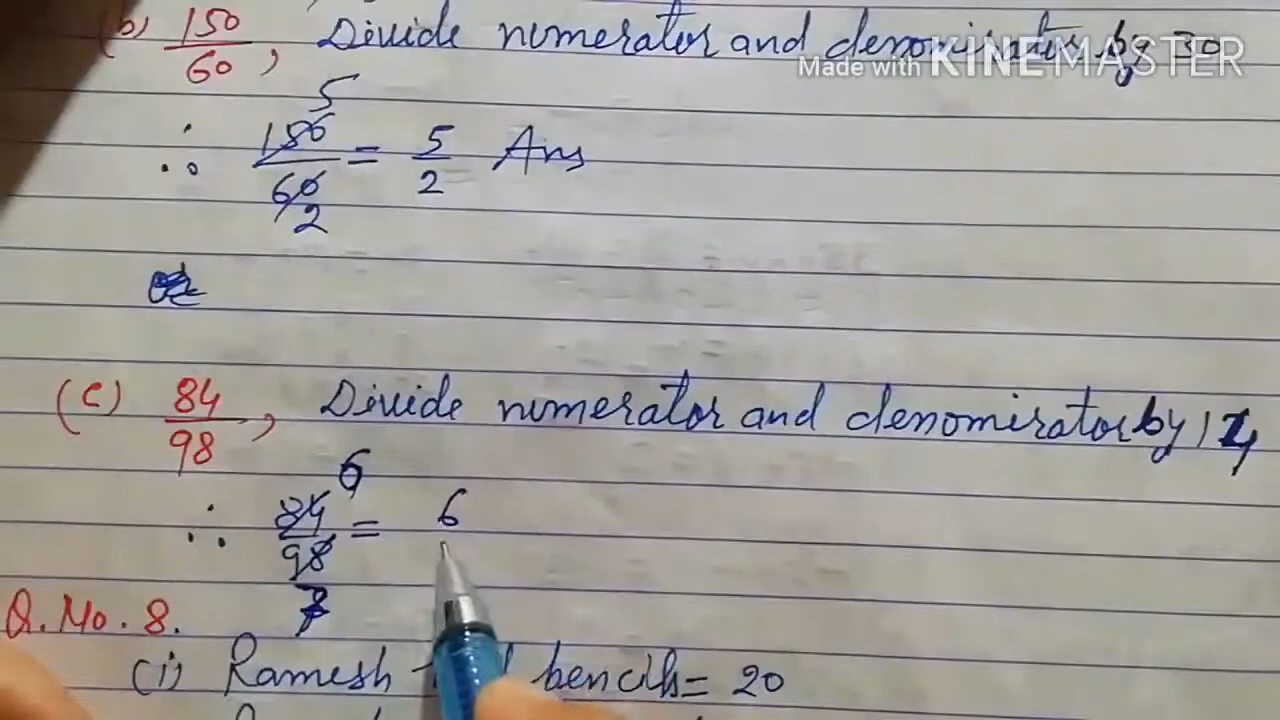 (b) 150/60, Divide numerator and denominator by 30
Made with KINEMASTER
5
∴ 150/60 = 5/2 Ans
2
(c) 84/98, Divide numerator and denominator by 14
6
∴ 84/98 = 6
7
Q. No. 8.
(i) Ramesh pencils = 20